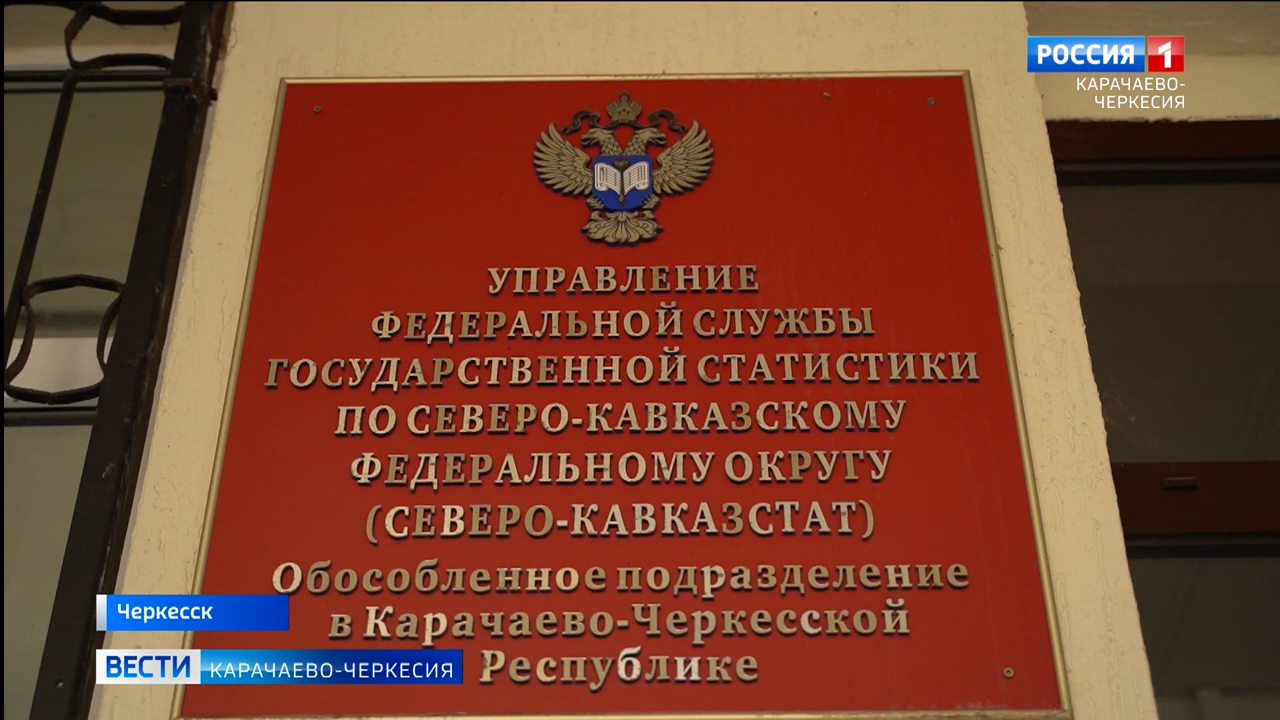 РОССИЯ 1
КАРАЧАЕВО-
ЧЕРКЕСИЯ
УПРАВЛЕНИЕ
ФЕДЕРАЛЬНОЙ СЛУЖБЫ
ГОСУДАРСТВЕННОЙ СТАТИСТИКИ
ПО СЕВЕРО-КАВКАЗСКОМУ
ФЕДЕРАЛЬНОМУ ОКРУГУ
(СЕВЕРО-КАВКАЗСТАТ)
Обособленное подразделение
в Карачаево-Черкесской
Республике
Черкесск
ВЕСТИ КАРАЧАЕВО-ЧЕРКЕСИЯ